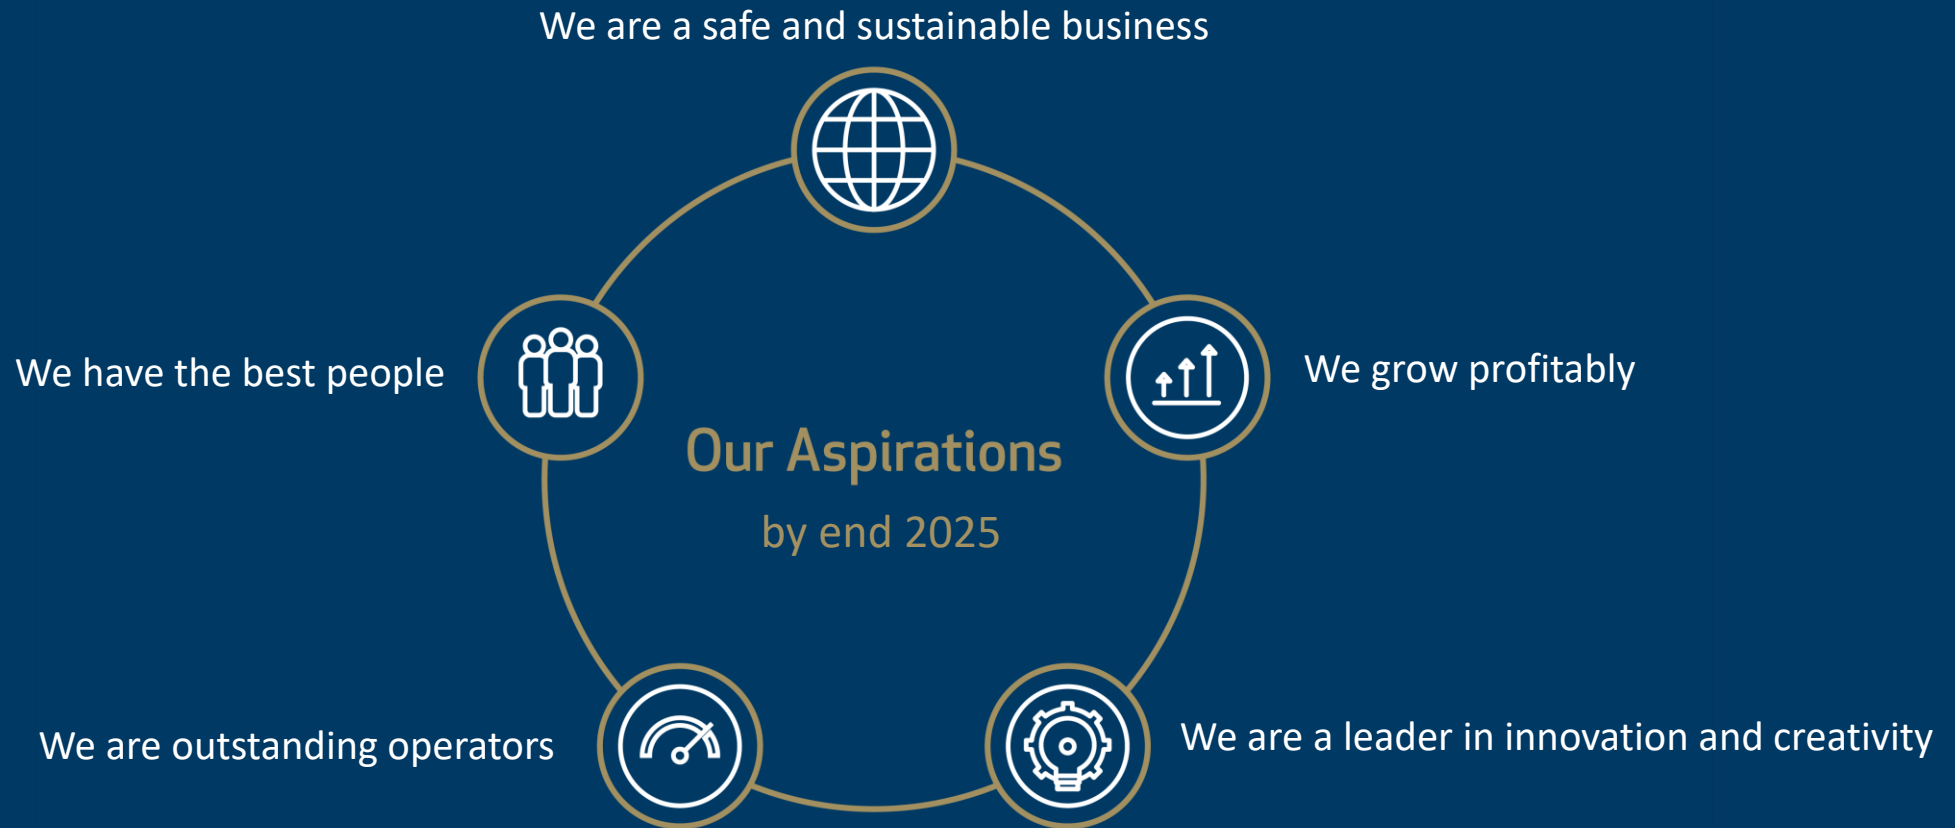 We are a safe and sustainable business
We have the best people
We grow profitably
Our Aspirations
by end 2025
We are outstanding operators
We are a leader in innovation and creativity